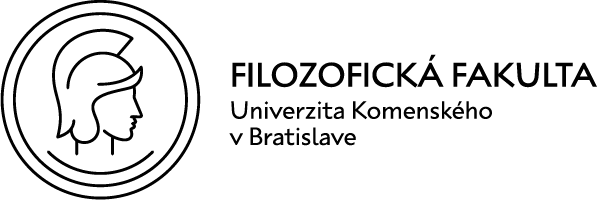 FILOZOFICKÁ FAKULTA
Univerzita Komenského
v Bratislave